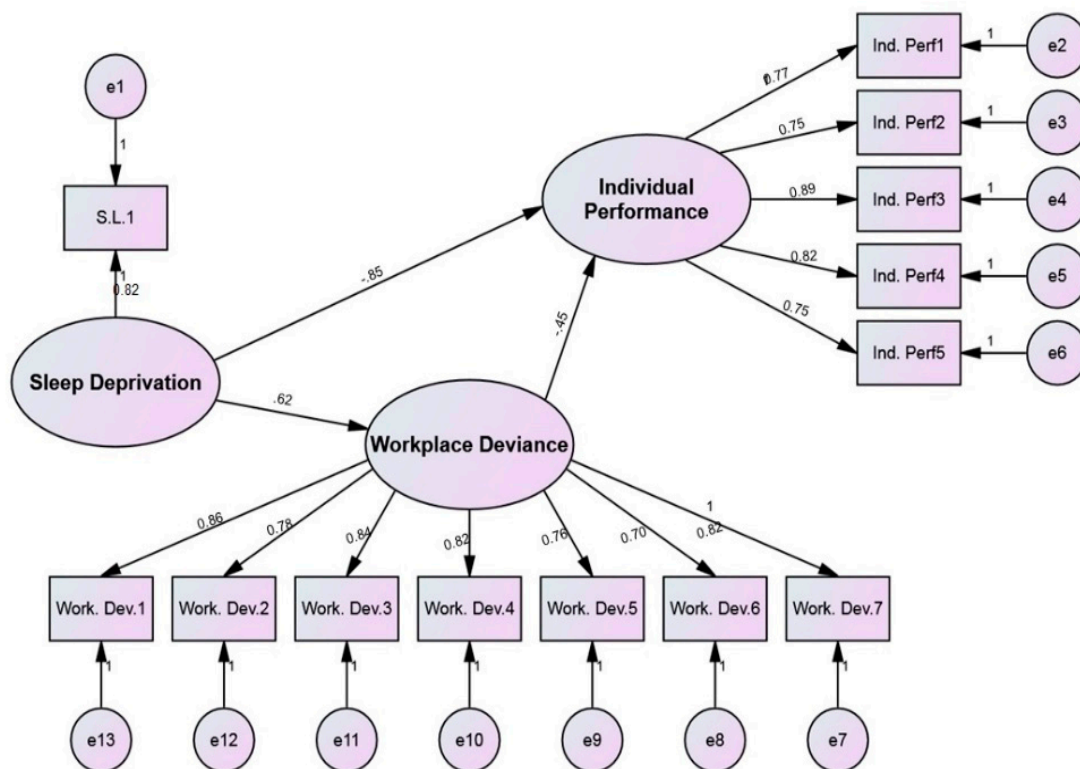 e1
1
S.L.1
1
0.82
Sleep Deprivation
-.85
.62
Individual
Performance
-.45
Workplace Deviance
0.77
0.75
0.89
0.82
0.75
Ind. Perf1
1
e2
Ind. Perf2
1
e3
Ind. Perf3
1
e4
Ind. Perf4
1
e5
Ind. Perf5
1
e6
0.86
0.78
0.84
0.82
0.76
0.70
1
0.82
Work. Dev.1
Work. Dev.2
Work. Dev.3
Work. Dev.4
Work. Dev.5
Work. Dev.6
Work. Dev.7
1
1
1
1
1
1
1
e13
e12
e11
e10
e9
e8
e7